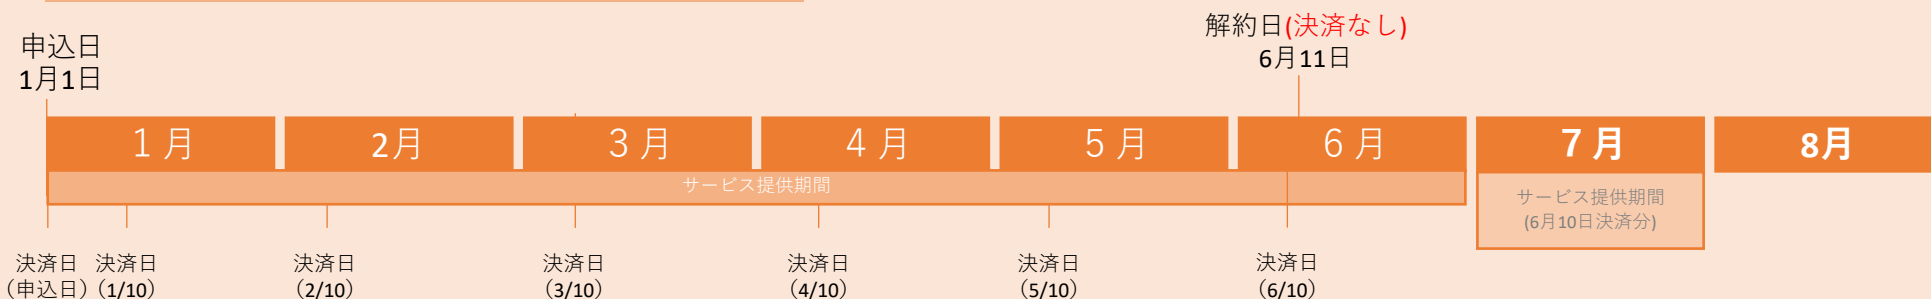 申込日
1月1日
解約日(決済なし)
6月11日
1月
2月
3月
4月
5月
6月
7月
8月
サービス提供期間
サービス提供期間
(6月10日決済分)
決済日
（申込日）
決済日
（1/10）
決済日
（2/10）
決済日
（3/10）
決済日
（4/10）
決済日
（5/10）
決済日
（6/10）